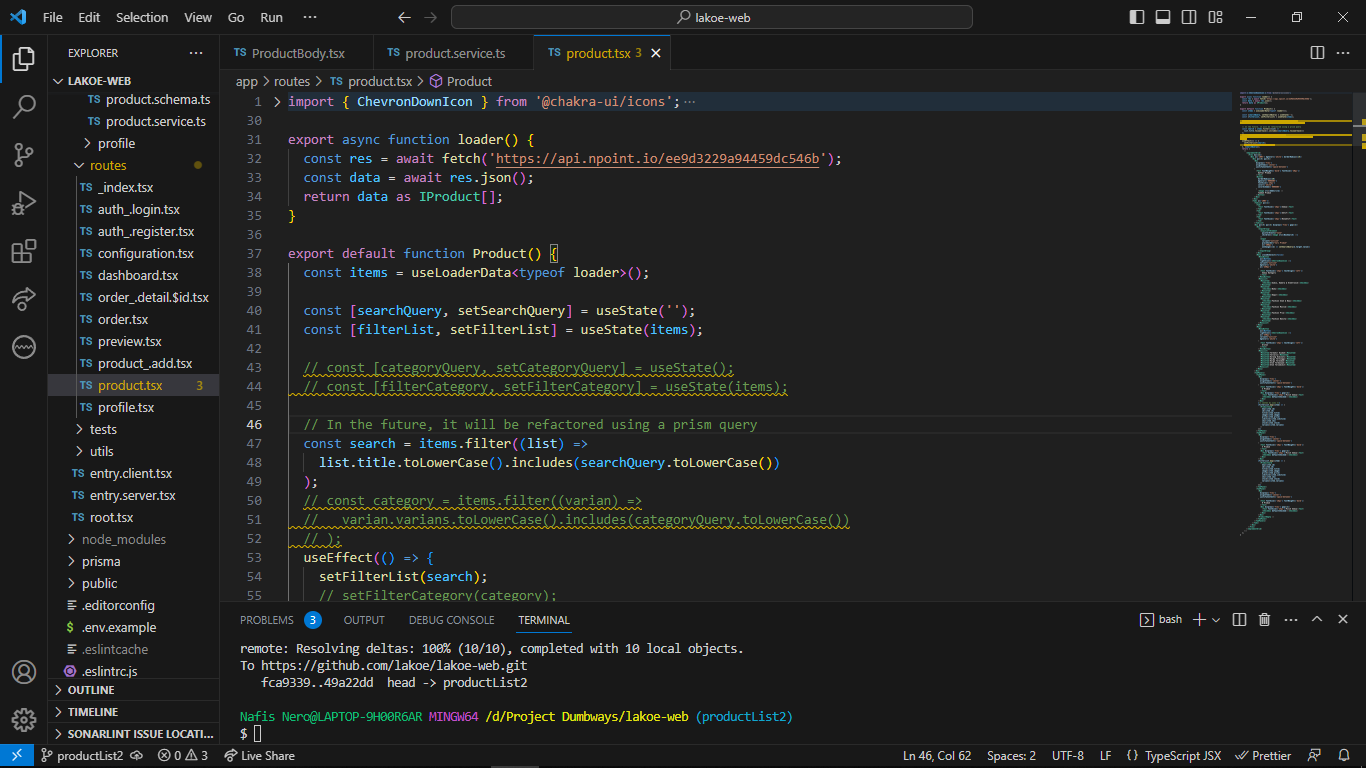 File Edit Selection View Go Run ··· lakoe-web
EXPLORER ···
LAKOE-WEB
TS product.schema.ts
TS product.service.ts
profile
routes
TS _index.tsx
TS auth_.login.tsx
TS auth_.register.tsx
TS configuration.tsx
TS dashboard.tsx
TS order_.detail.$id.tsx
TS order.tsx
TS preview.tsx
TS product_.add.tsx
TS product.tsx 3
TS profile.tsx
tests
utils
TS entry.client.tsx
TS entry.server.tsx
TS root.tsx
node_modules
prisma
public
.editorconfig
$ .env.example
.eslintcache
.eslintrc.js
OUTLINE
TIMELINE
SONARLINT ISSUE LOCATI...
TS ProductBody.tsx TS product.service.ts TS product.tsx 3
app > routes > TS product.tsx > Product
1 import { ChevronDownIcon } from '@chakra-ui/icons';···
30
31 export async function loader() {
32 const res = await fetch('https://api.npoint.io/ee9d3229a94459dc546b');
33 const data = await res.json();
34 return data as IProduct[];
35 }
36
37 export default function Product() {
38 const items = useLoaderData<typeof loader>();
39
40 const [searchQuery, setSearchQuery] = useState('');
41 const [filterList, setFilterList] = useState(items);
42
43 // const [categoryQuery, setCategoryQuery] = useState();
44 // const [filterCategory, setFilterCategory] = useState(items);
45
46 // In the future, it will be refactored using a prism query
47 const search = items.filter((list) =>
48 list.title.toLowerCase().includes(searchQuery.toLowerCase())
49 );
50 // const category = items.filter((varian) =>
51 // varian.varians.toLowerCase().includes(categoryQuery.toLowerCase())
52 // );
53 useEffect(() => {
54 setFilterList(search);
55 // setFilterCategory(category);
PROBLEMS 3 OUTPUT DEBUG CONSOLE TERMINAL bash
remote: Resolving deltas: 100% (10/10), completed with 10 local objects.
To https://github.com/lakoe/lakoe-web.git
fca9339..49a22dd head -> productList2
Nafis Nero@LAPTOP-9H00R6AR MINGW64 /d/Project Dumbways/lakoe-web (productList2)
$
productList2 0 3 Live Share Ln 46, Col 62 Spaces: 2 UTF-8 LF {} TypeScript JSX Prettier